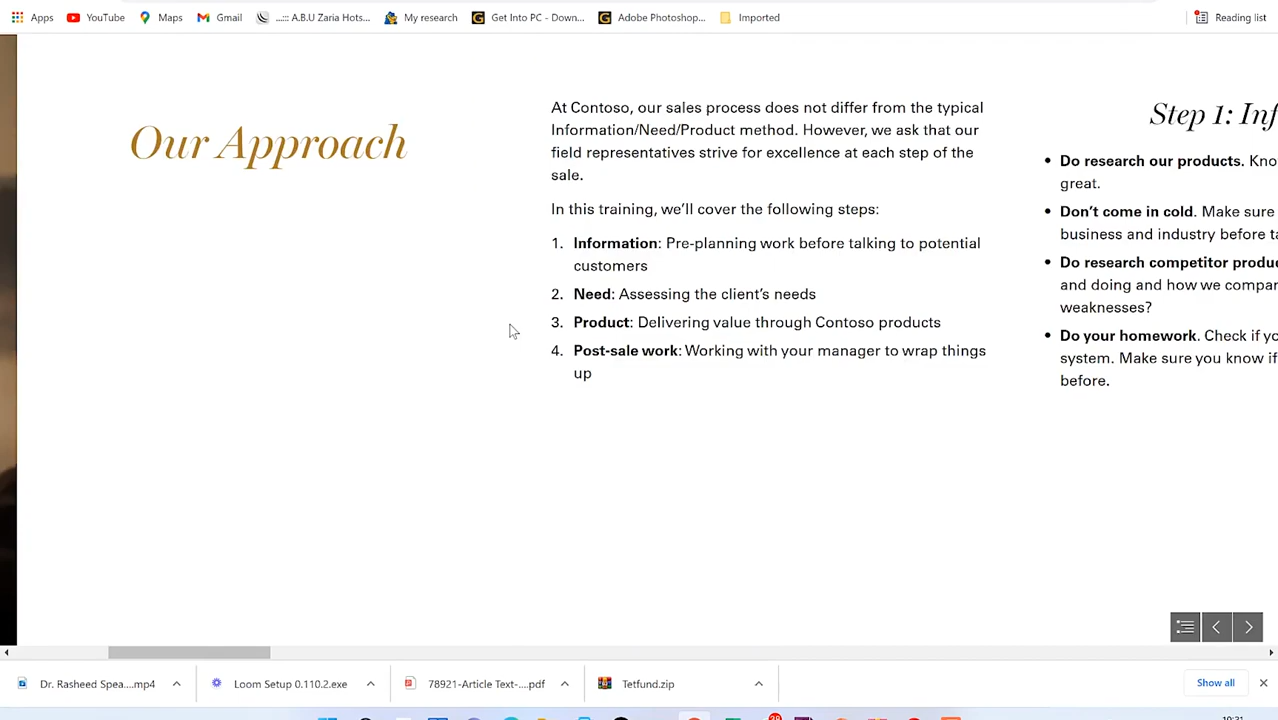 Apps YouTube Maps Gmail ...::: A.B.U Zaria Hots... My research Get Into PC - Down... Adobe Photoshop... Imported Reading list
Our Approach
At Contoso, our sales process does not differ from the typical
Information/Need/Product method. However, we ask that our
field representatives strive for excellence at each step of the
sale.
In this training, we'll cover the following steps:
1. Information: Pre-planning work before talking to potential
customers
2. Need: Assessing the client's needs
3. Product: Delivering value through Contoso products
4. Post-sale work: Working with your manager to wrap things
up
Step 1: Inf
• Do research our products. Kno
great.
• Don't come in cold. Make sure
business and industry before ta
• Do research competitor produc
and doing and how we compar
weaknesses?
• Do your homework. Check if yo
system. Make sure you know if
before.
Dr. Rasheed Spea....mp4 Loom Setup 0.110.2.exe 78921-Article Text-....pdf Tetfund.zip Show all